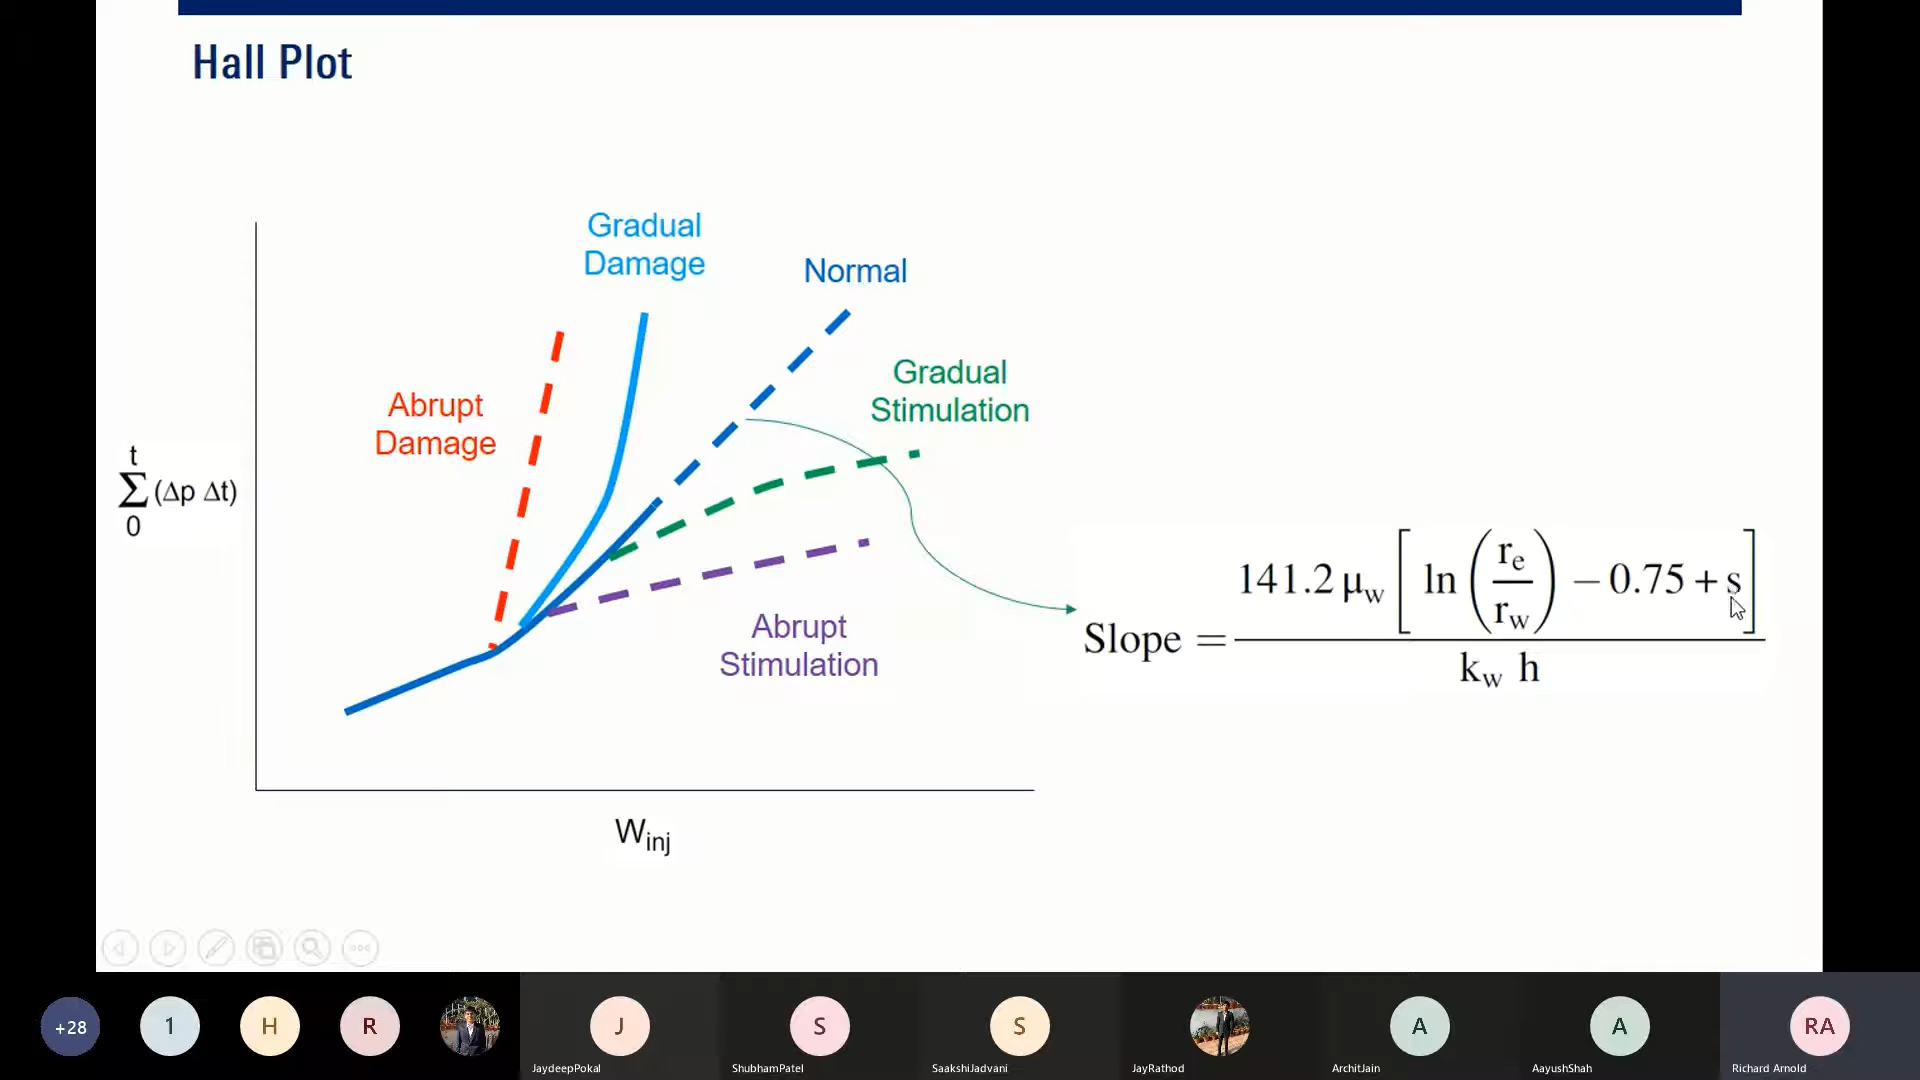 Hall Plot
Gradual
Damage
Normal
Gradual
Stimulation
Abrupt
Damage
t
Σ (Δp Δt)
0
Abrupt
Stimulation
Slope = 141.2 μw [ ln (re/rw) − 0.75 + s ] / kw h
Winj
+28
1
H
R
J
S
S
A
A
RA
JaydeepPokal
ShubhamPatel
SaakshiJadvani
JayRathod
ArchitJain
AayushShah
Richard Arnold